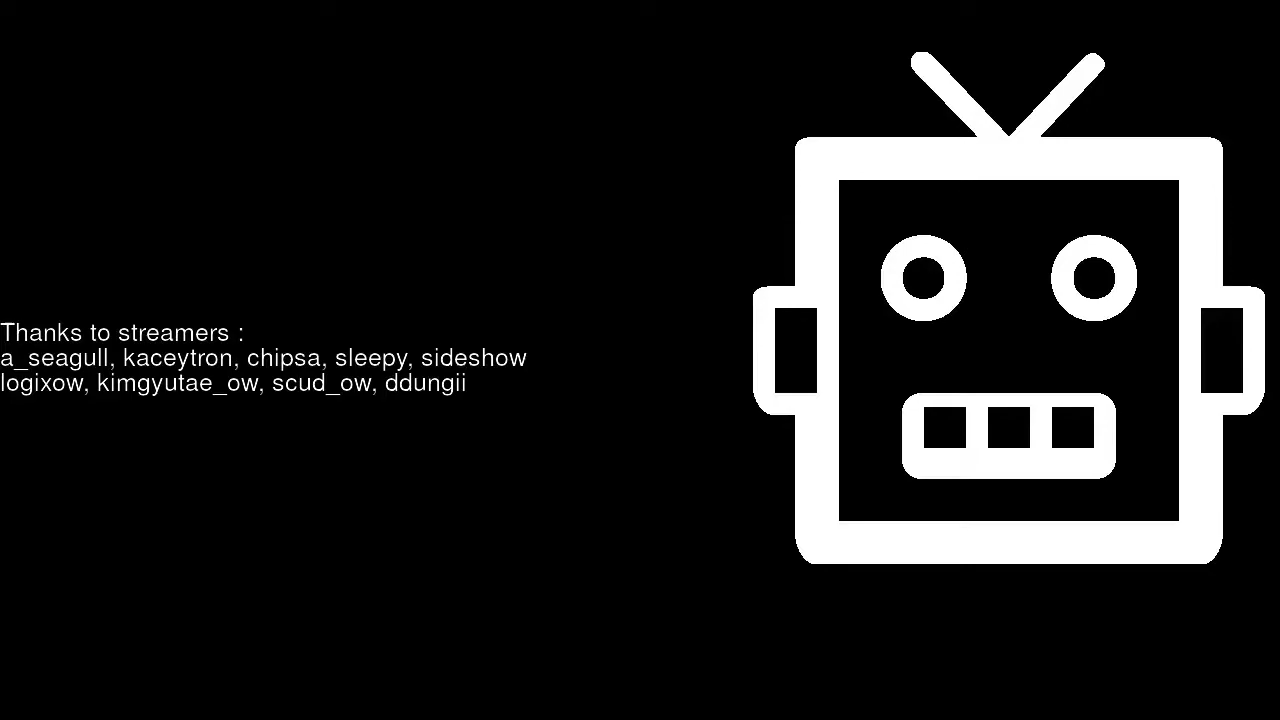 Thanks to streamers :
a_seagull, kaceytron, chipsa, sleepy, sideshow
logixow, kimgyutae_ow, scud_ow, ddungii